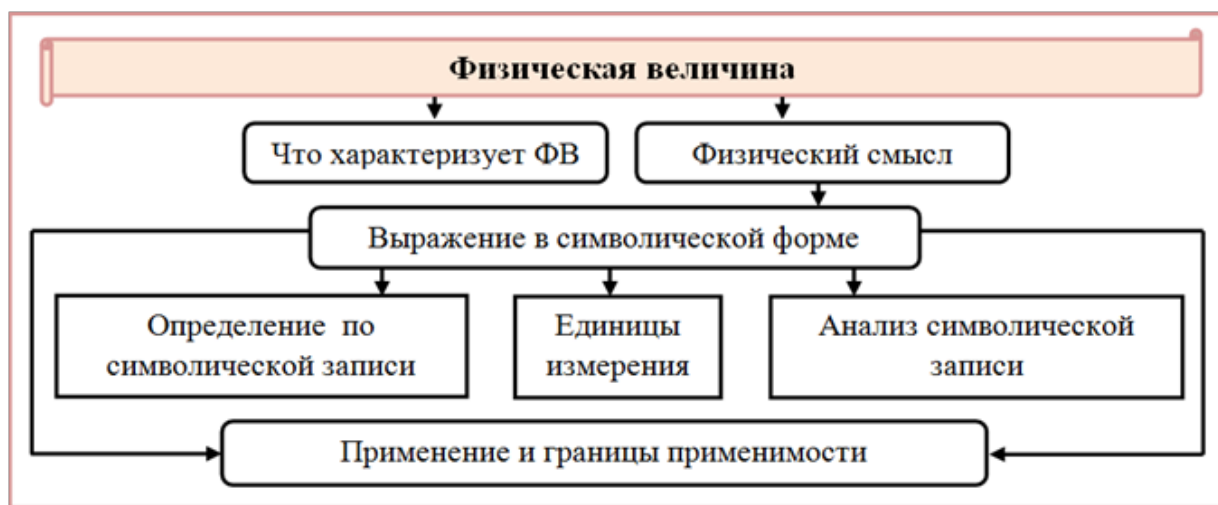 Физическая величина
Что характеризует ФВ
Физический смысл
Выражение в символической форме
Определение по
символической записи
Единицы
измерения
Анализ символической
записи
Применение и границы применимости